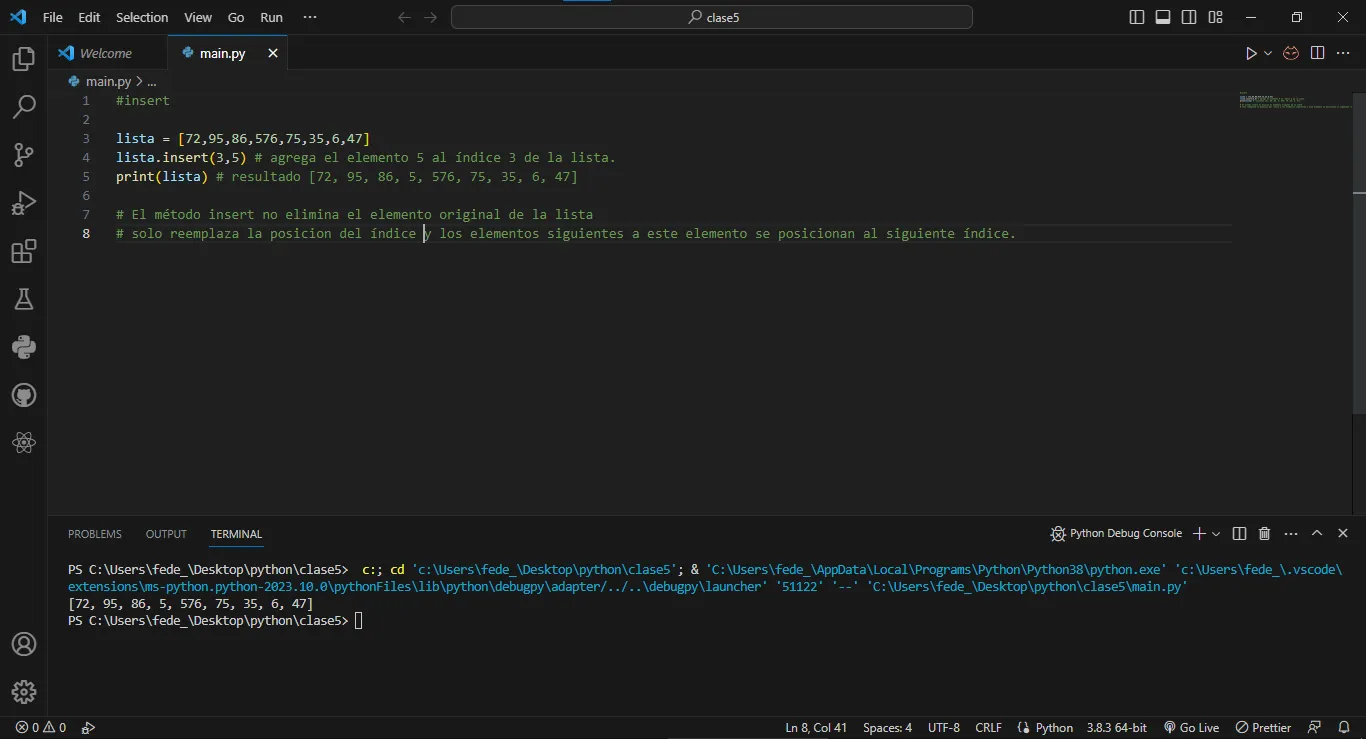 File Edit Selection View Go Run ···
clase5
Welcome
main.py
main.py > ...
1 #insert
2
3 lista = [72,95,86,576,75,35,6,47]
4 lista.insert(3,5) # agrega el elemento 5 al índice 3 de la lista.
5 print(lista) # resultado [72, 95, 86, 5, 576, 75, 35, 6, 47]
6
7 # El método insert no elimina el elemento original de la lista
8 # solo reemplaza la posicion del índice y los elementos siguientes a este elemento se posicionan al siguiente índice.
PROBLEMS OUTPUT TERMINAL
Python Debug Console
PS C:\Users\fede_\Desktop\python\clase5>  c:; cd 'c:\Users\fede_\Desktop\python\clase5'; & 'C:\Users\fede_\AppData\Local\Programs\Python\Python38\python.exe' 'c:\Users\fede_\.vscode\
extensions\ms-python.python-2023.10.0\pythonFiles\lib\python\debugpy\adapter/../..\debugpy\launcher' '51122' '--' 'C:\Users\fede_\Desktop\python\clase5\main.py'
[72, 95, 86, 5, 576, 75, 35, 6, 47]
PS C:\Users\fede_\Desktop\python\clase5>
0 0 Ln 8, Col 41 Spaces: 4 UTF-8 CRLF Python 3.8.3 64-bit Go Live Prettier